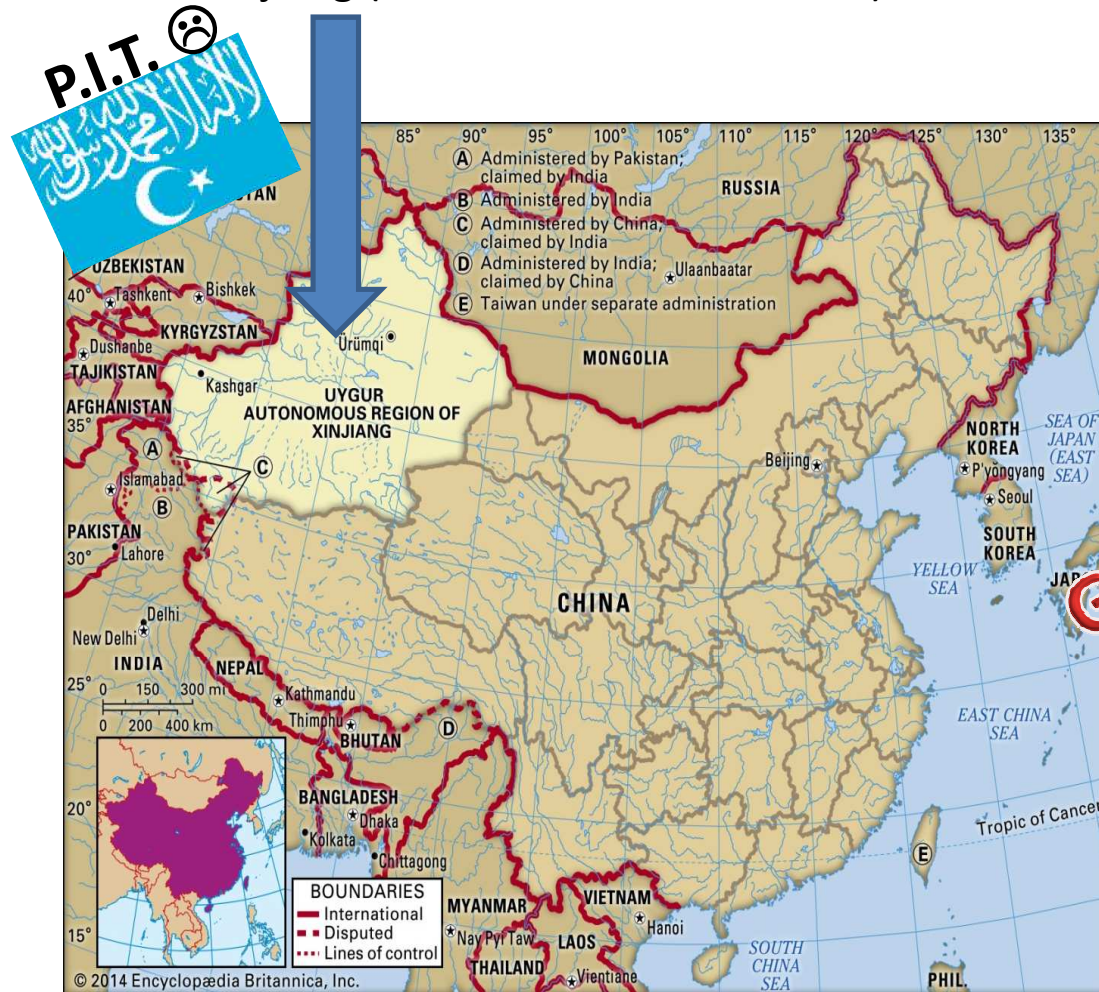 P.I.T. ☹
لا إله إلا الله محمد رسول الله
85°
90°
95°
100°
105°
110°
115°
120°
125°
130°
135°
A Administered by Pakistan;
claimed by India
B Administered by India
C Administered by China;
claimed by India
D Administered by India;
claimed by China
E Taiwan under separate administration
RUSSIA
Ulaanbaatar
UZBEKISTAN
40°
Tashkent
Bishkek
KYRGYZSTAN
Ürümqi
MONGOLIA
Dushanbe
TAJIKISTAN
Kashgar
AFGHANISTAN
UYGUR
AUTONOMOUS REGION OF
XINJIANG
35°
A
C
Islamabad
B
PAKISTAN
Lahore
30°
Beijing
NORTH
KOREA
P'yŏngyang
Seoul
SOUTH
KOREA
SEA OF
JAPAN
(EAST
SEA)
YELLOW
SEA
CHINA
Delhi
New Delhi
INDIA
NEPAL
25°
0 150 300 mi
0 200 400 km
Kathmandu
Thimphu
BHUTAN
D
EAST CHINA
SEA
20°
BANGLADESH
Dhaka
Kolkata
Chittagong
Tropic of Cancer
E
BOUNDARIES
International
Disputed
Lines of control
MYANMAR
Nay Pyi Taw
VIETNAM
Hanoi
LAOS
THAILAND
Vientiane
15°
SOUTH
CHINA
SEA
PHIL.
© 2014 Encyclopædia Britannica, Inc.